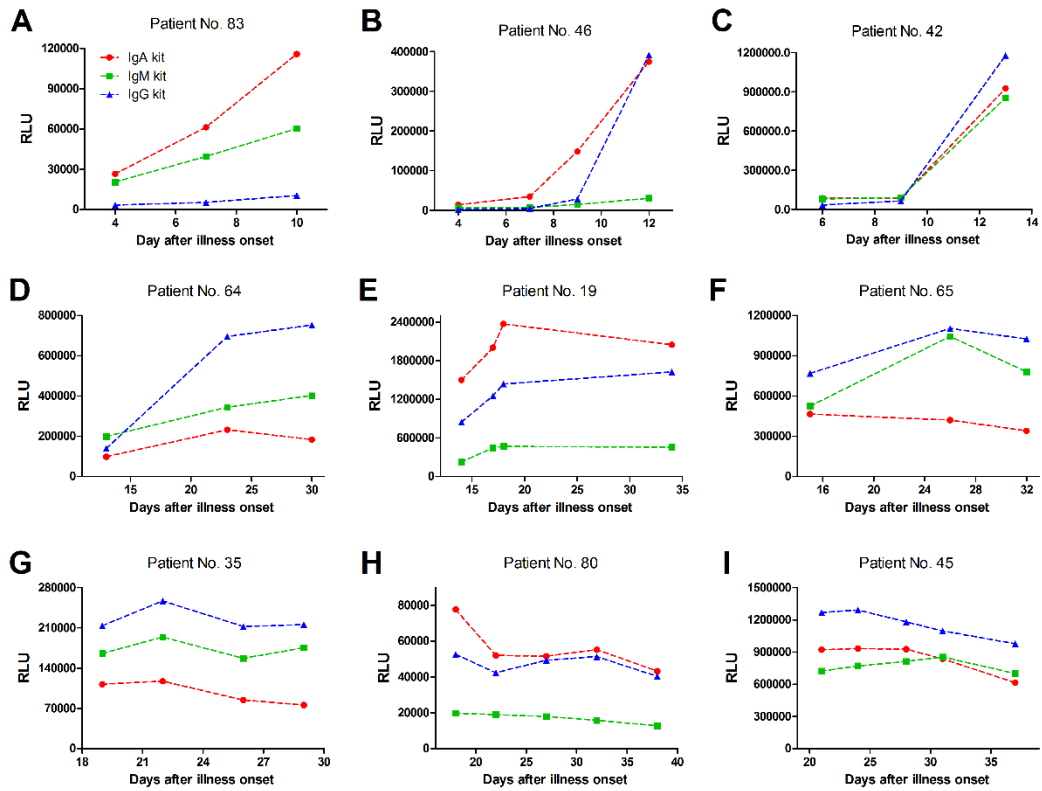 A
Patient No. 83
120000
90000
60000
30000
0
RLU
IgA kit
IgM kit
IgG kit
4
6
8
10
Day after illness onset
B
Patient No. 46
400000
300000
200000
100000
0
RLU
4
6
8
10
12
Day after illness onset
C
Patient No. 42
1200000.0
900000.0
600000.0
300000.0
0.0
RLU
6
8
10
12
14
Day after illness onset
D
Patient No. 64
800000
600000
400000
200000
0
RLU
15
20
25
30
Days after illness onset
E
Patient No. 19
2400000
1800000
1200000
600000
0
RLU
15
20
25
30
35
Days after illness onset
F
Patient No. 65
1200000
900000
600000
300000
0
RLU
16
20
24
28
32
Days after illness onset
G
Patient No. 35
280000
210000
140000
70000
0
RLU
18
21
24
27
30
Days after illness onset
H
Patient No. 80
80000
60000
40000
20000
0
RLU
20
25
30
35
40
Days after illness onset
I
Patient No. 45
1500000
1200000
900000
600000
300000
0
RLU
20
25
30
35
Days after illness onset